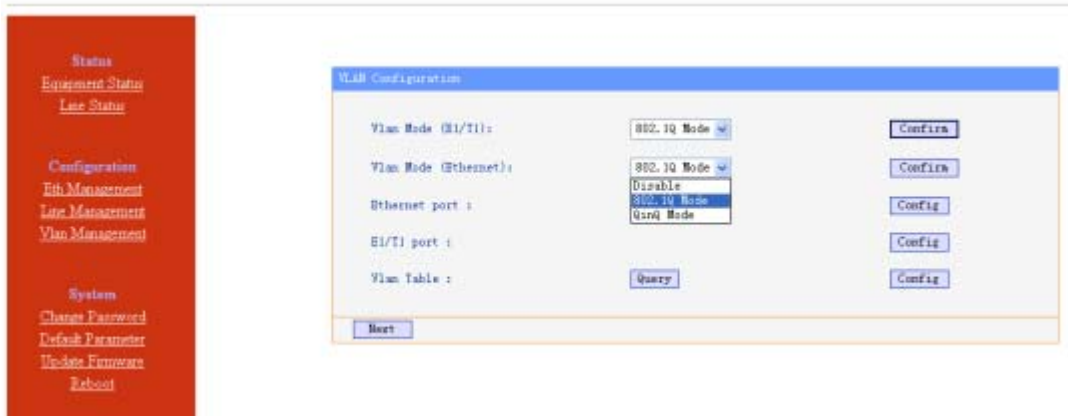 Status
Equipment Status
Line Status
Configuration
Eth Management
Line Management
Vlan Management
System
Change Password
Default Parameter
Update Firmware
Reboot
VLAN Configuration
Vlan Mode (E1/T1): 802.1Q Mode Confirm
Vlan Mode (Ethernet): 802.1Q Mode Confirm
Disable
802.1Q Mode
QinQ Mode
Ethernet port : Config
E1/T1 port : Config
Vlan Table : Query Config
Next